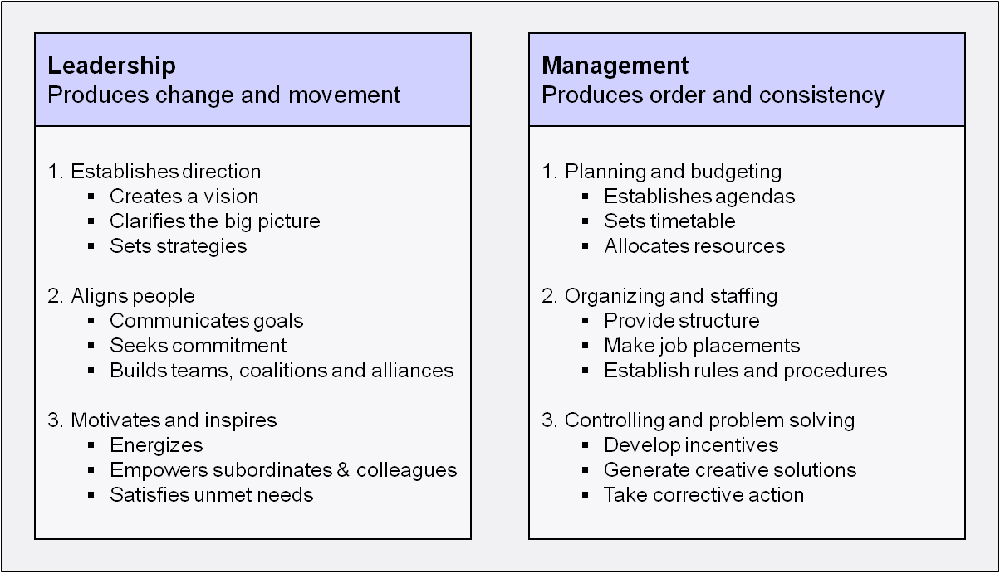 Leadership
Produces change and movement
1. Establishes direction
▪ Creates a vision
▪ Clarifies the big picture
▪ Sets strategies
2. Aligns people
▪ Communicates goals
▪ Seeks commitment
▪ Builds teams, coalitions and alliances
3. Motivates and inspires
▪ Energizes
▪ Empowers subordinates & colleagues
▪ Satisfies unmet needs
Management
Produces order and consistency
1. Planning and budgeting
▪ Establishes agendas
▪ Sets timetable
▪ Allocates resources
2. Organizing and staffing
▪ Provide structure
▪ Make job placements
▪ Establish rules and procedures
3. Controlling and problem solving
▪ Develop incentives
▪ Generate creative solutions
▪ Take corrective action